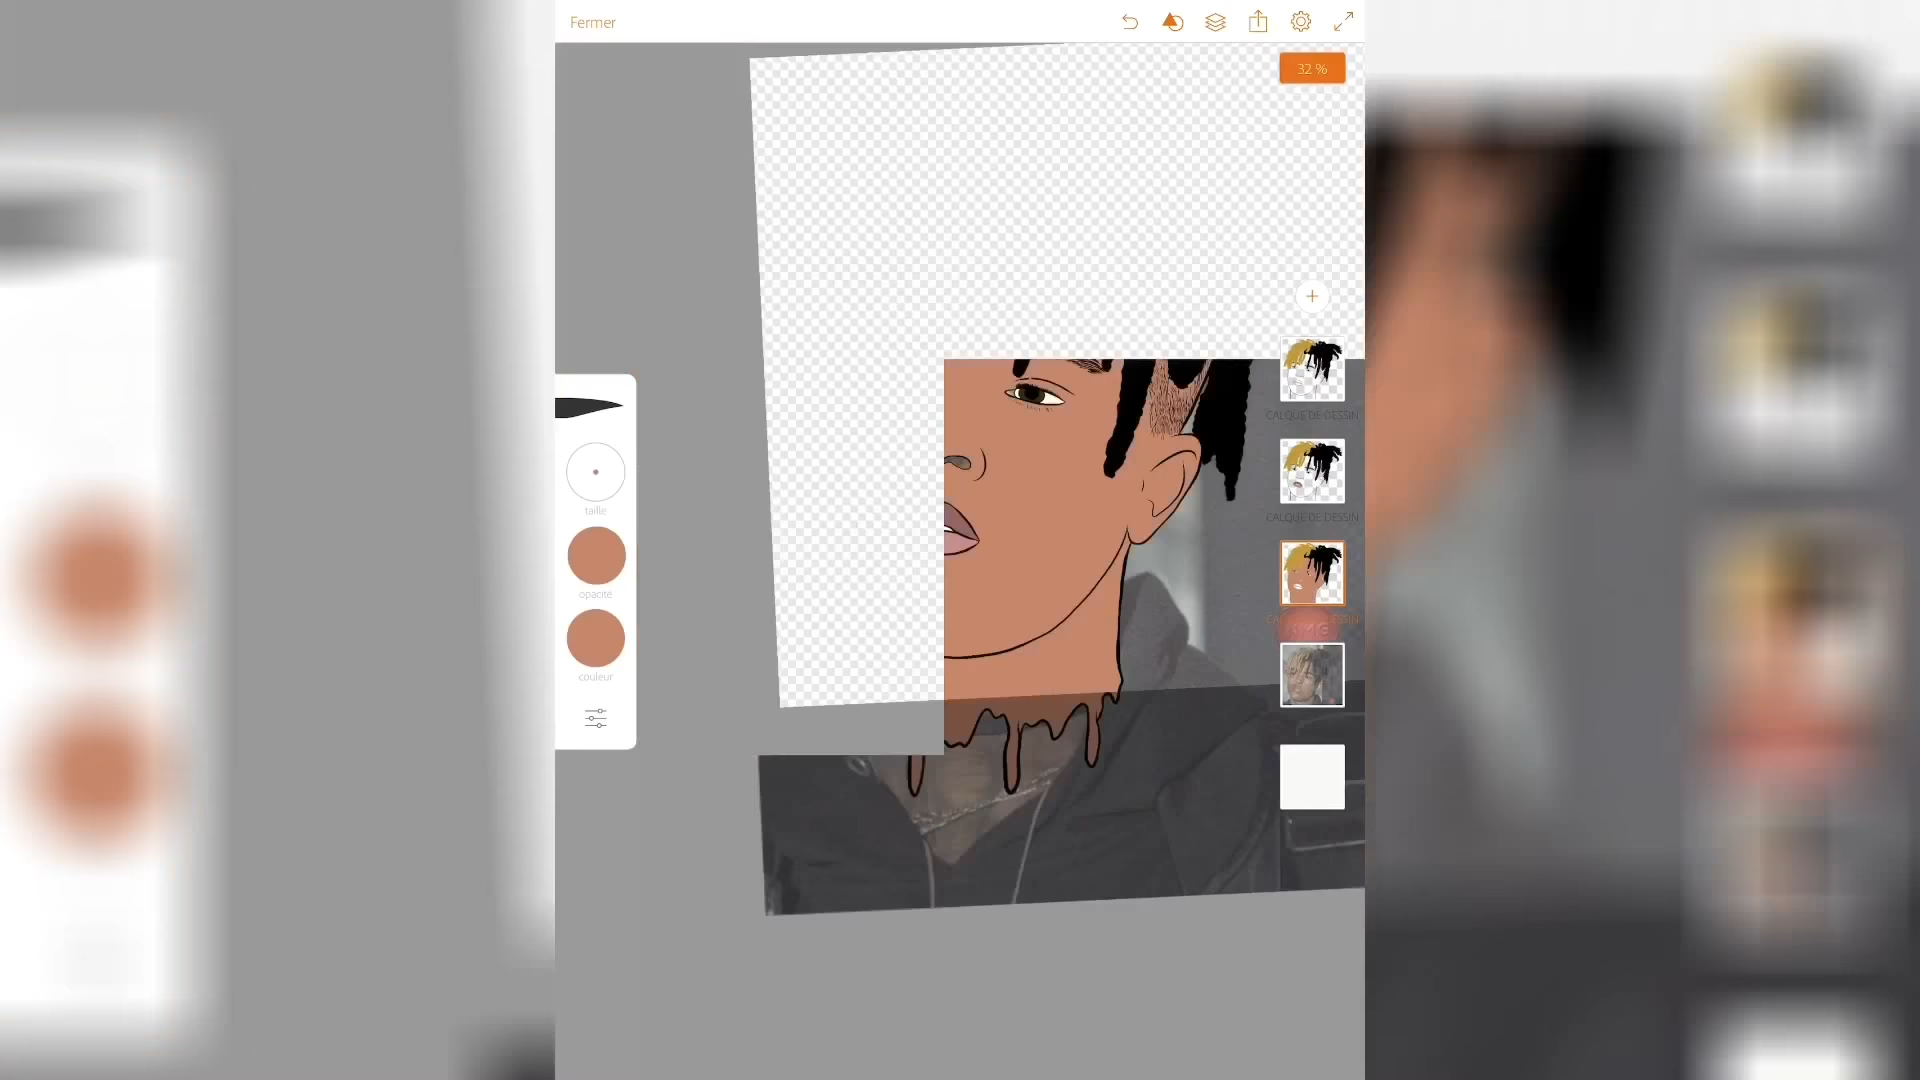 Fermer
32 %
CALQUE DE DESSIN
taille
CALQUE DE DESSIN
opacité
couleur